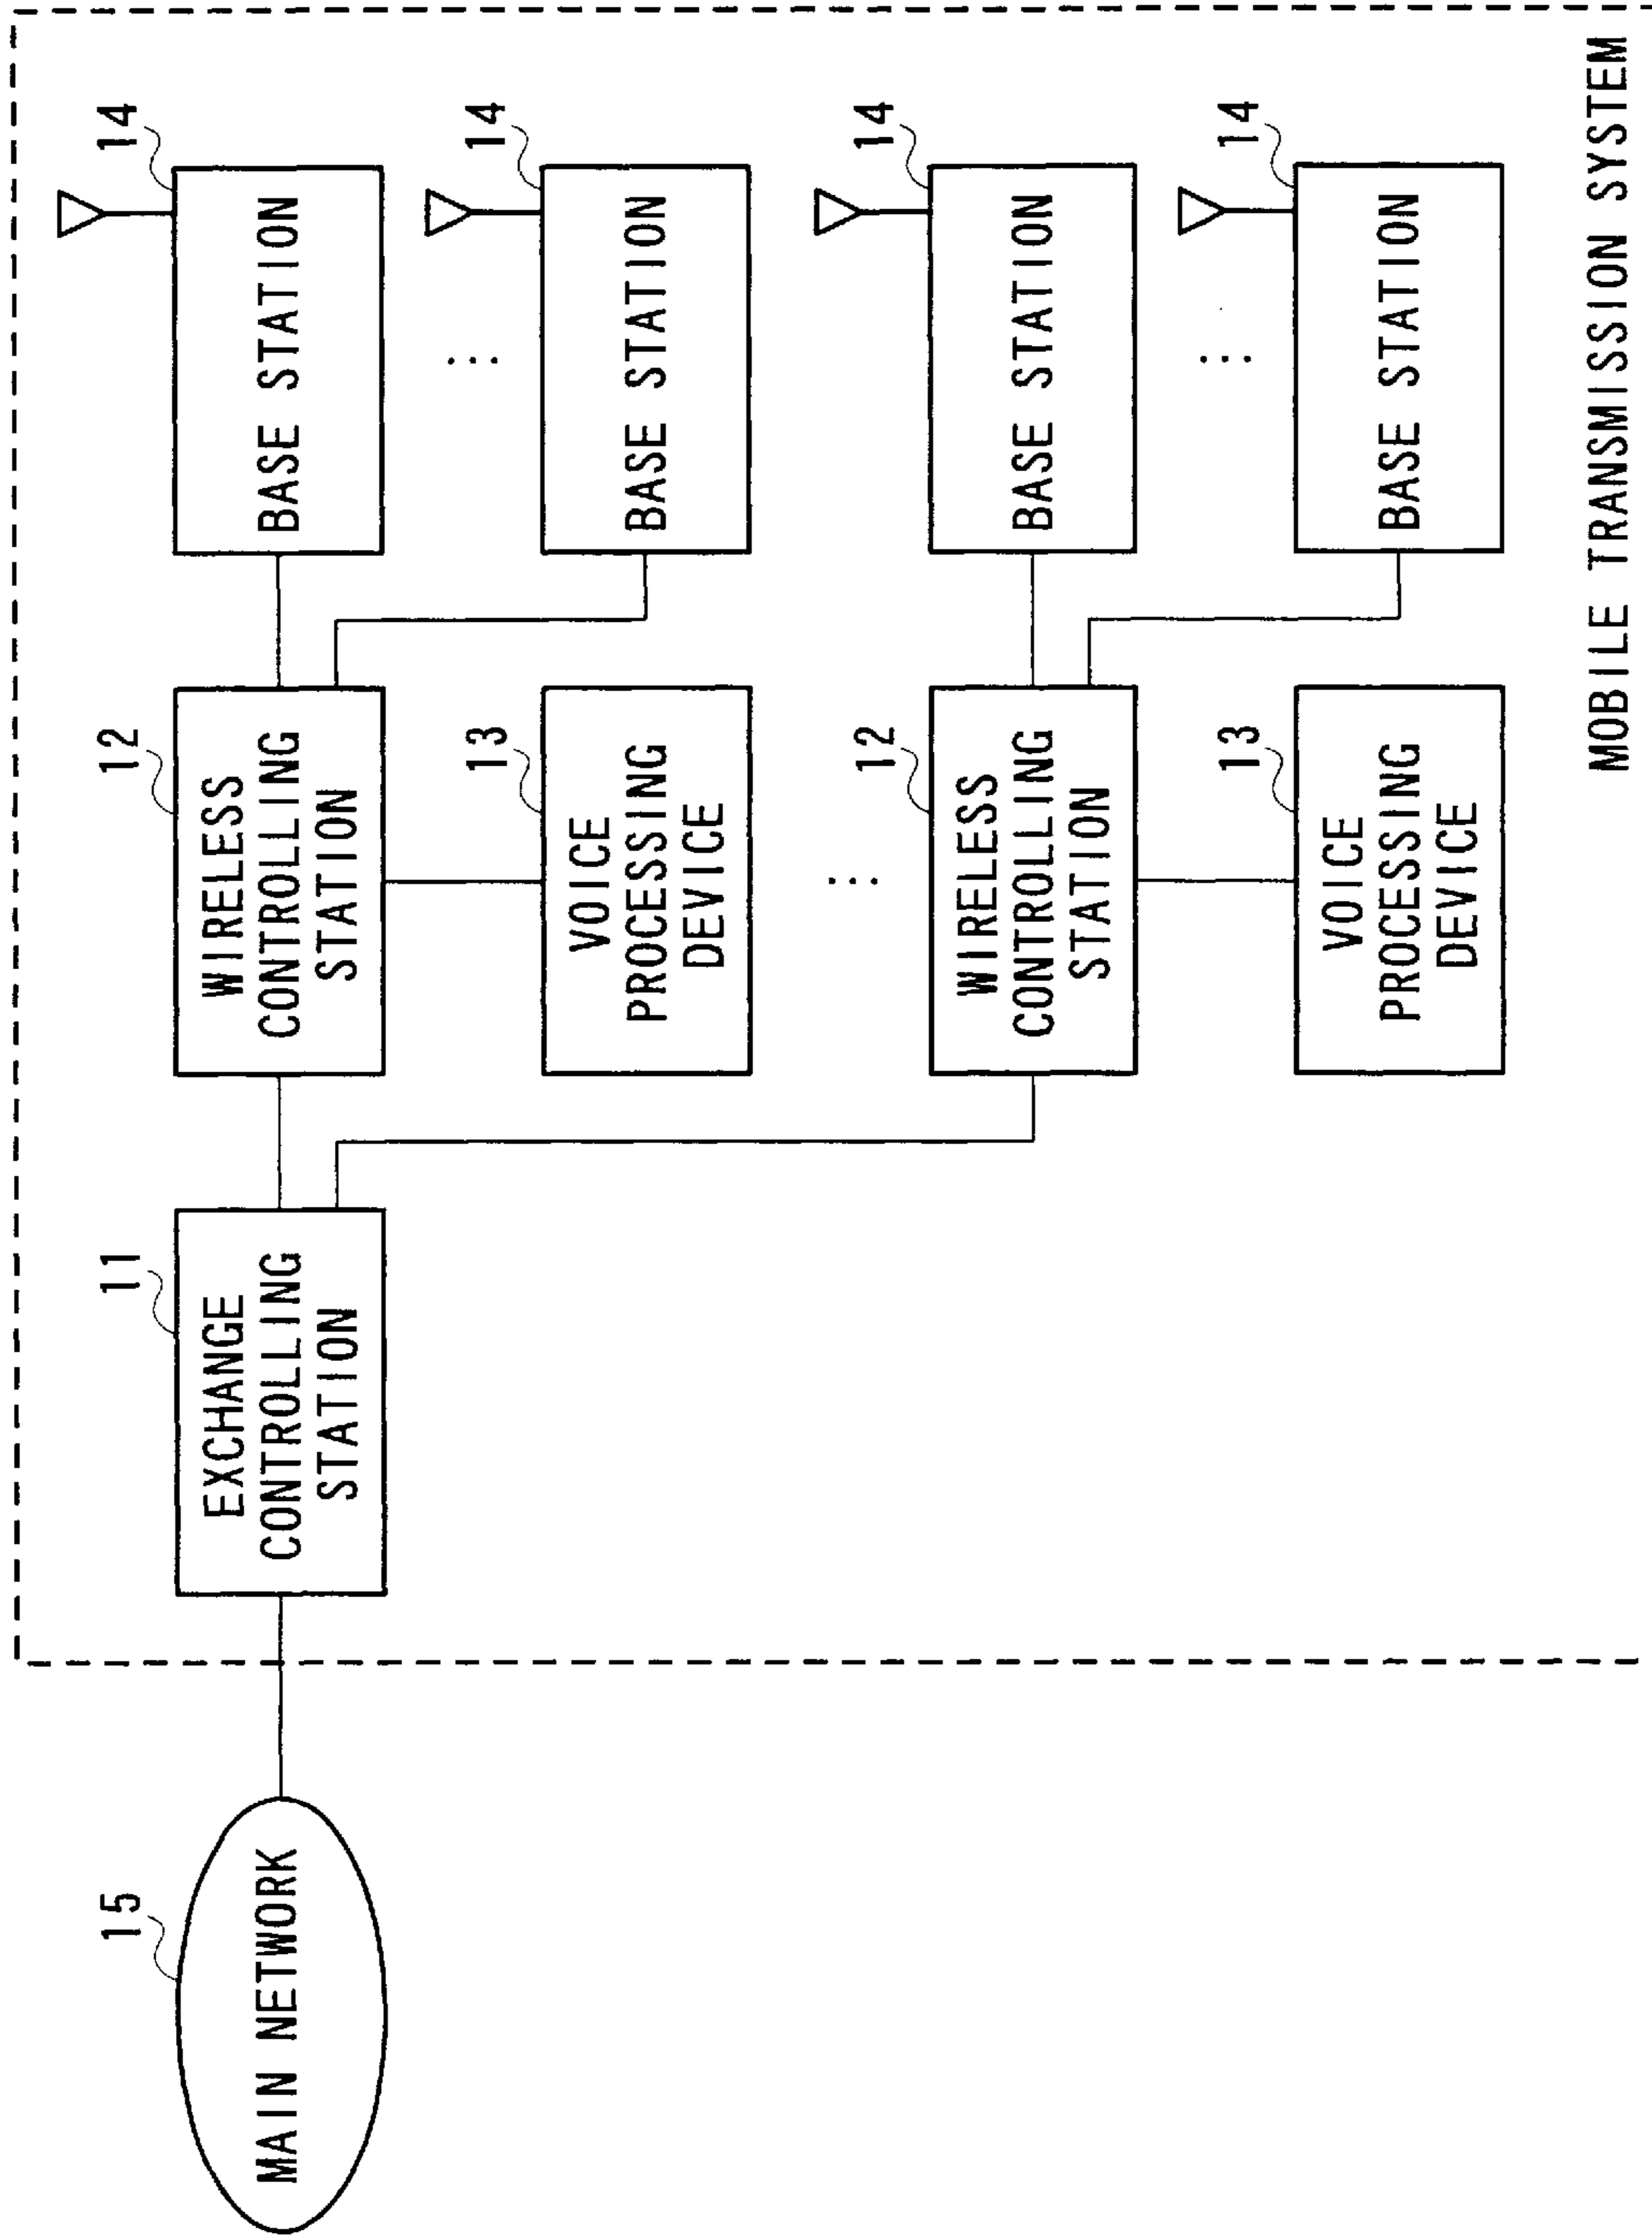 15
MAIN NETWORK
11
EXCHANGE
CONTROLLING
STATION
12
WIRELESS
CONTROLLING
STATION
14
BASE STATION
13
VOICE
PROCESSING
DEVICE
14
BASE STATION
12
WIRELESS
CONTROLLING
STATION
14
BASE STATION
13
VOICE
PROCESSING
DEVICE
14
BASE STATION
MOBILE TRANSMISSION SYSTEM